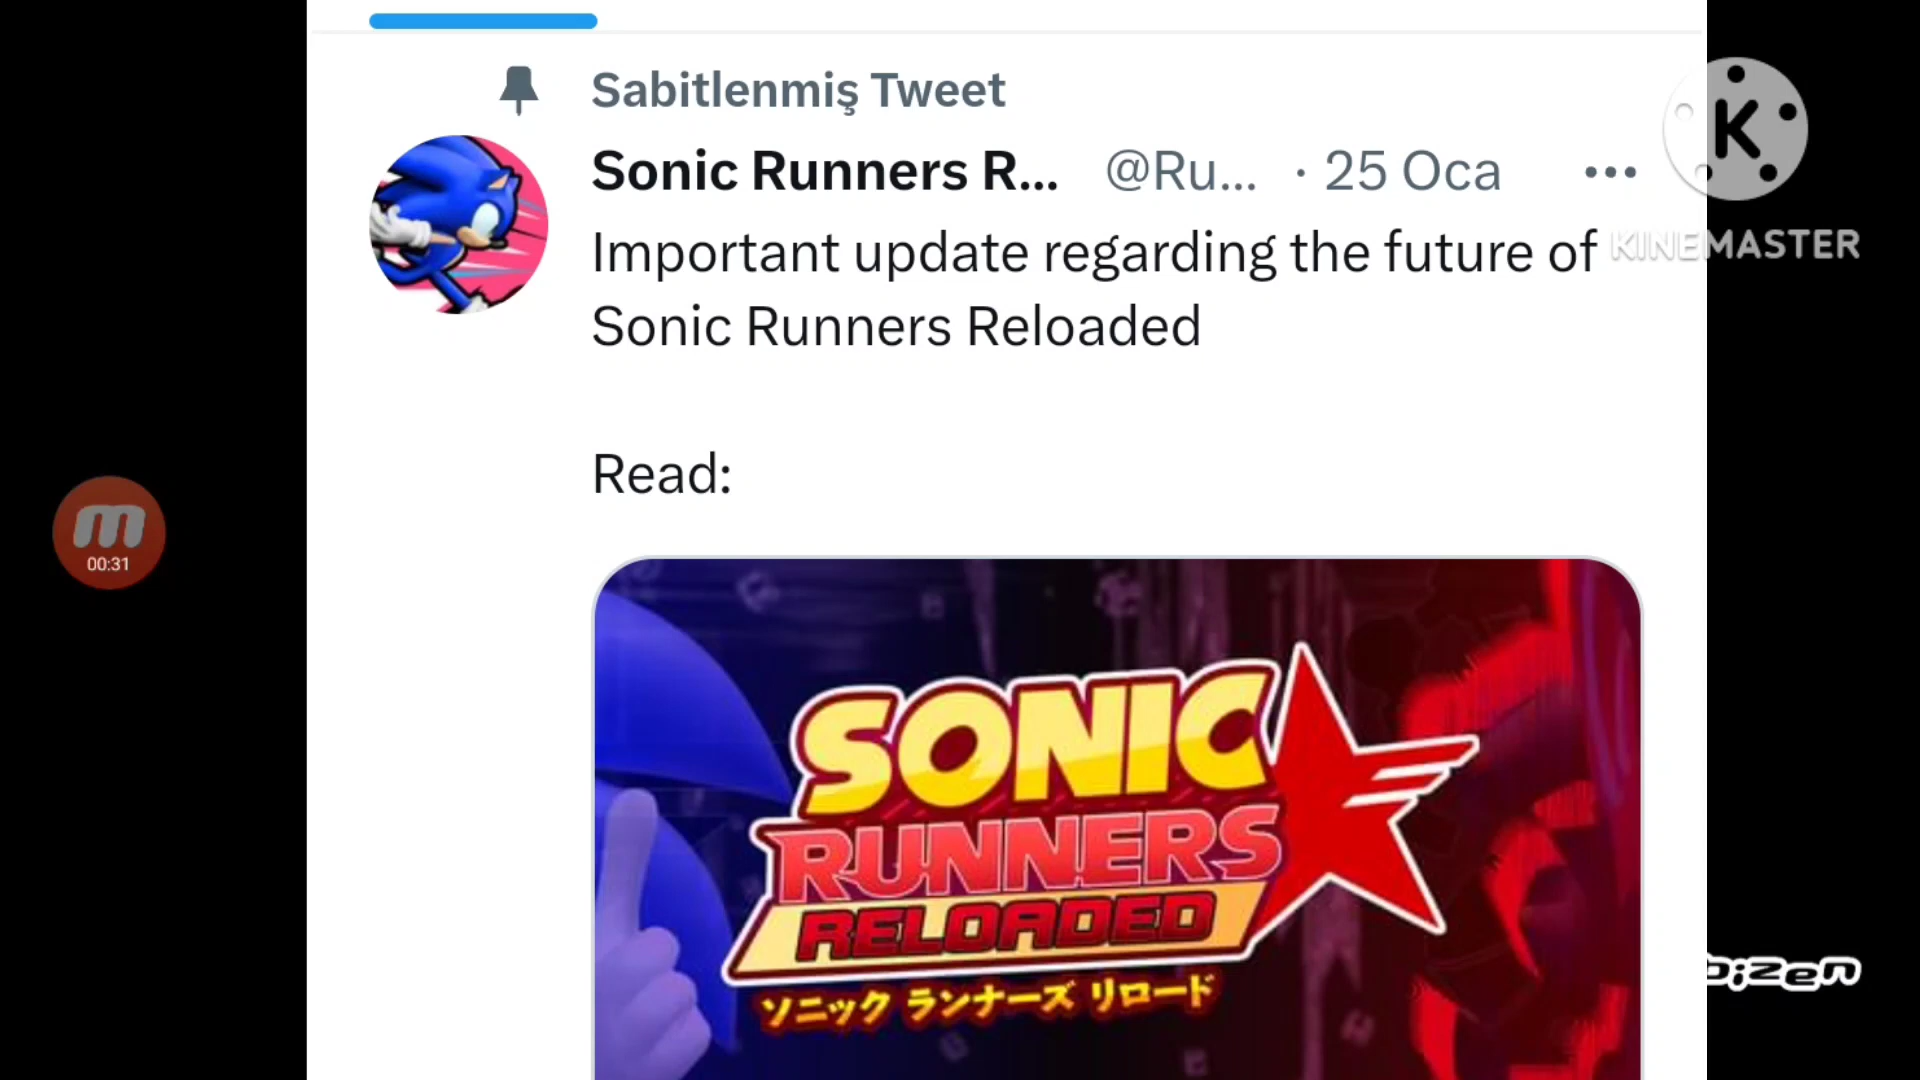 Sabitlenmiş Tweet
Sonic Runners R... @Ru... · 25 Oca
Important update regarding the future of
Sonic Runners Reloaded
Read:
K
KINEMASTER
m
00:31
SONIC
RUNNERS
RELOADED
ソニック ランナーズ リロード